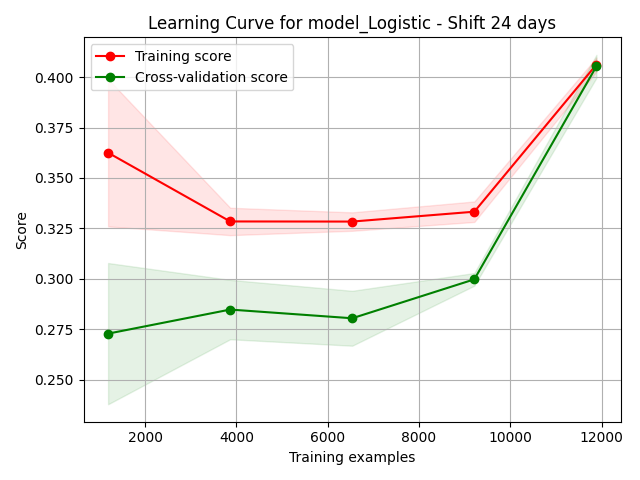 Learning Curve for model_Logistic - Shift 24 days
Training score
Cross-validation score
0.400
0.375
0.350
0.325
0.300
0.275
0.250
Score
2000 4000 6000 8000 10000 12000
Training examples